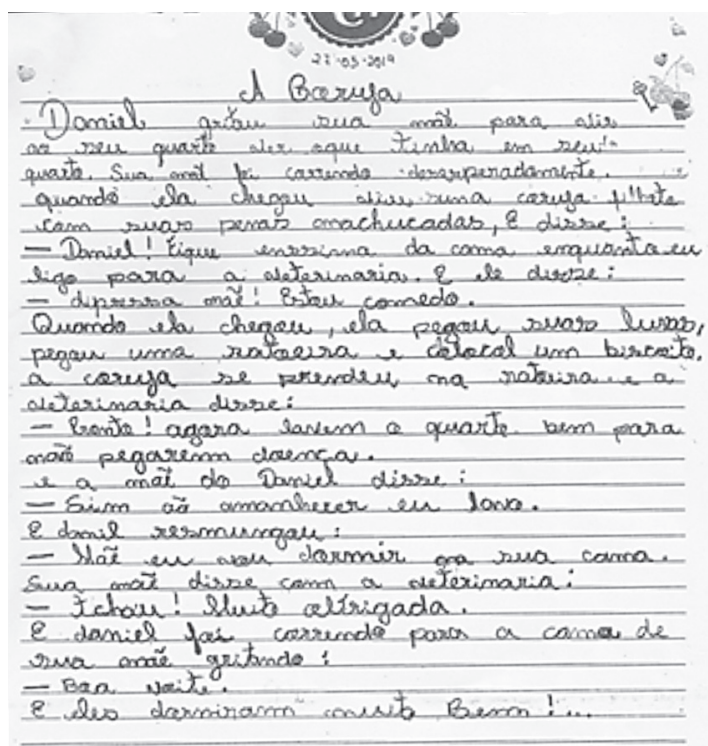 27-05-2019
A Coruja
- Daniel gritou sua mãe para vir
ao seu quarto ver oque tinha em seu
quarto. Sua mãe foi correndo desesperadamente.
quando ela chegou viu, uma coruja filhote
com suas penas machucadas, E disse:
— Daniel! Fique enssima da cama enquanto eu
ligo para a veterinaria. E ele disse:
— dipressa mãe! Estou comedo.
Quando ela chegou, ela pegou suas luvas,
pegou uma ratoeira e colocol um biscoito.
a coruja se prendeu na ratoeira e a
veterinaria disse:
— Pronto! agora lavem o quarto bem para
não pegarem doença.
e a mãe do Daniel disse:
— Sim ao amanhecer eu lavo.
E danil resmungou:
— Mãe eu vou dormir na sua cama.
Sua mãe disse com a veterinaria:
— Tchau! Muito obrigada.
E daniel foi correndo para a cama de
sua mãe gritando:
— Boa noite.
E eles dormiram muito Bem!...